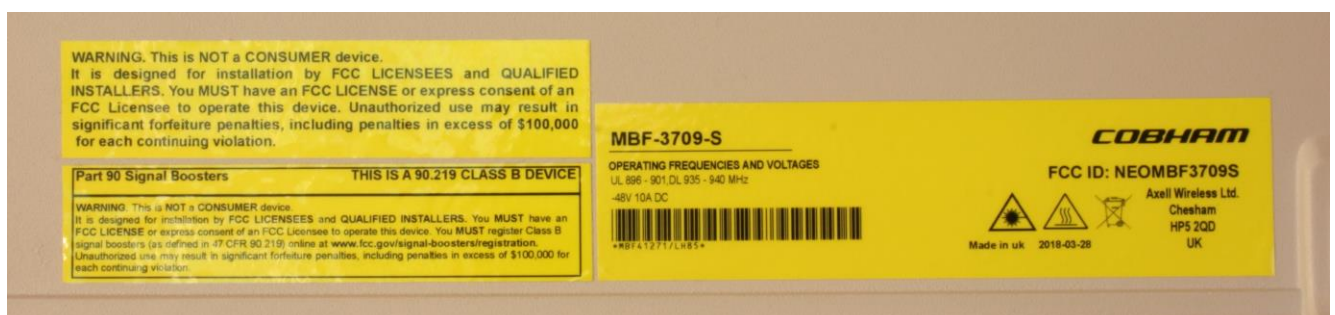 WARNING. This is NOT a CONSUMER device.
It is designed for installation by FCC LICENSEES and QUALIFIED
INSTALLERS. You MUST have an FCC LICENSE or express consent of an
FCC Licensee to operate this device. Unauthorized use may result in
significant forfeiture penalties, including penalties in excess of $100,000
for each continuing violation.
Part 90 Signal Boosters THIS IS A 90.219 CLASS B DEVICE
WARNING. This is NOT a CONSUMER device.
It is designed for installation by FCC LICENSEES and QUALIFIED INSTALLERS. You MUST have an
FCC LICENSE or express consent of an FCC Licensee to operate this device. You MUST register Class B
signal boosters (as defined in 47 CFR 90.219) online at www.fcc.gov/signal-boosters/registration.
Unauthorized use may result in significant forfeiture penalties, including penalties in excess of $100,000 for
each continuing violation.
MBF-3709-S
OPERATING FREQUENCIES AND VOLTAGES
UL 896 - 901,DL 935 - 940 MHz
-48V 10A DC
*MBF41271/LH85*
COBHAM
FCC ID: NEOMBF3709S
Axell Wireless Ltd.
Chesham
HP5 2QD
UK
Made in uk 2018-03-28